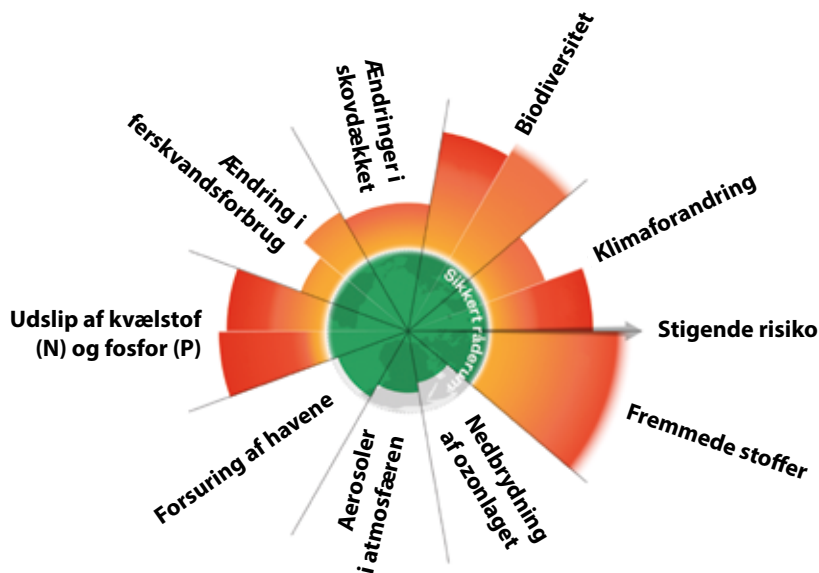 Biodiversitet
Ændringer i
skovdækket
Ændring i
ferskvandsforbrug
Klimaforandring
Udslip af kvælstof
(N) og fosfor (P)
Sikkert råderum
Stigende risiko
Fremmede stoffer
Forsuring af havene
Aerosoler
i atmosfæren
Nedbrydning
af ozonlaget